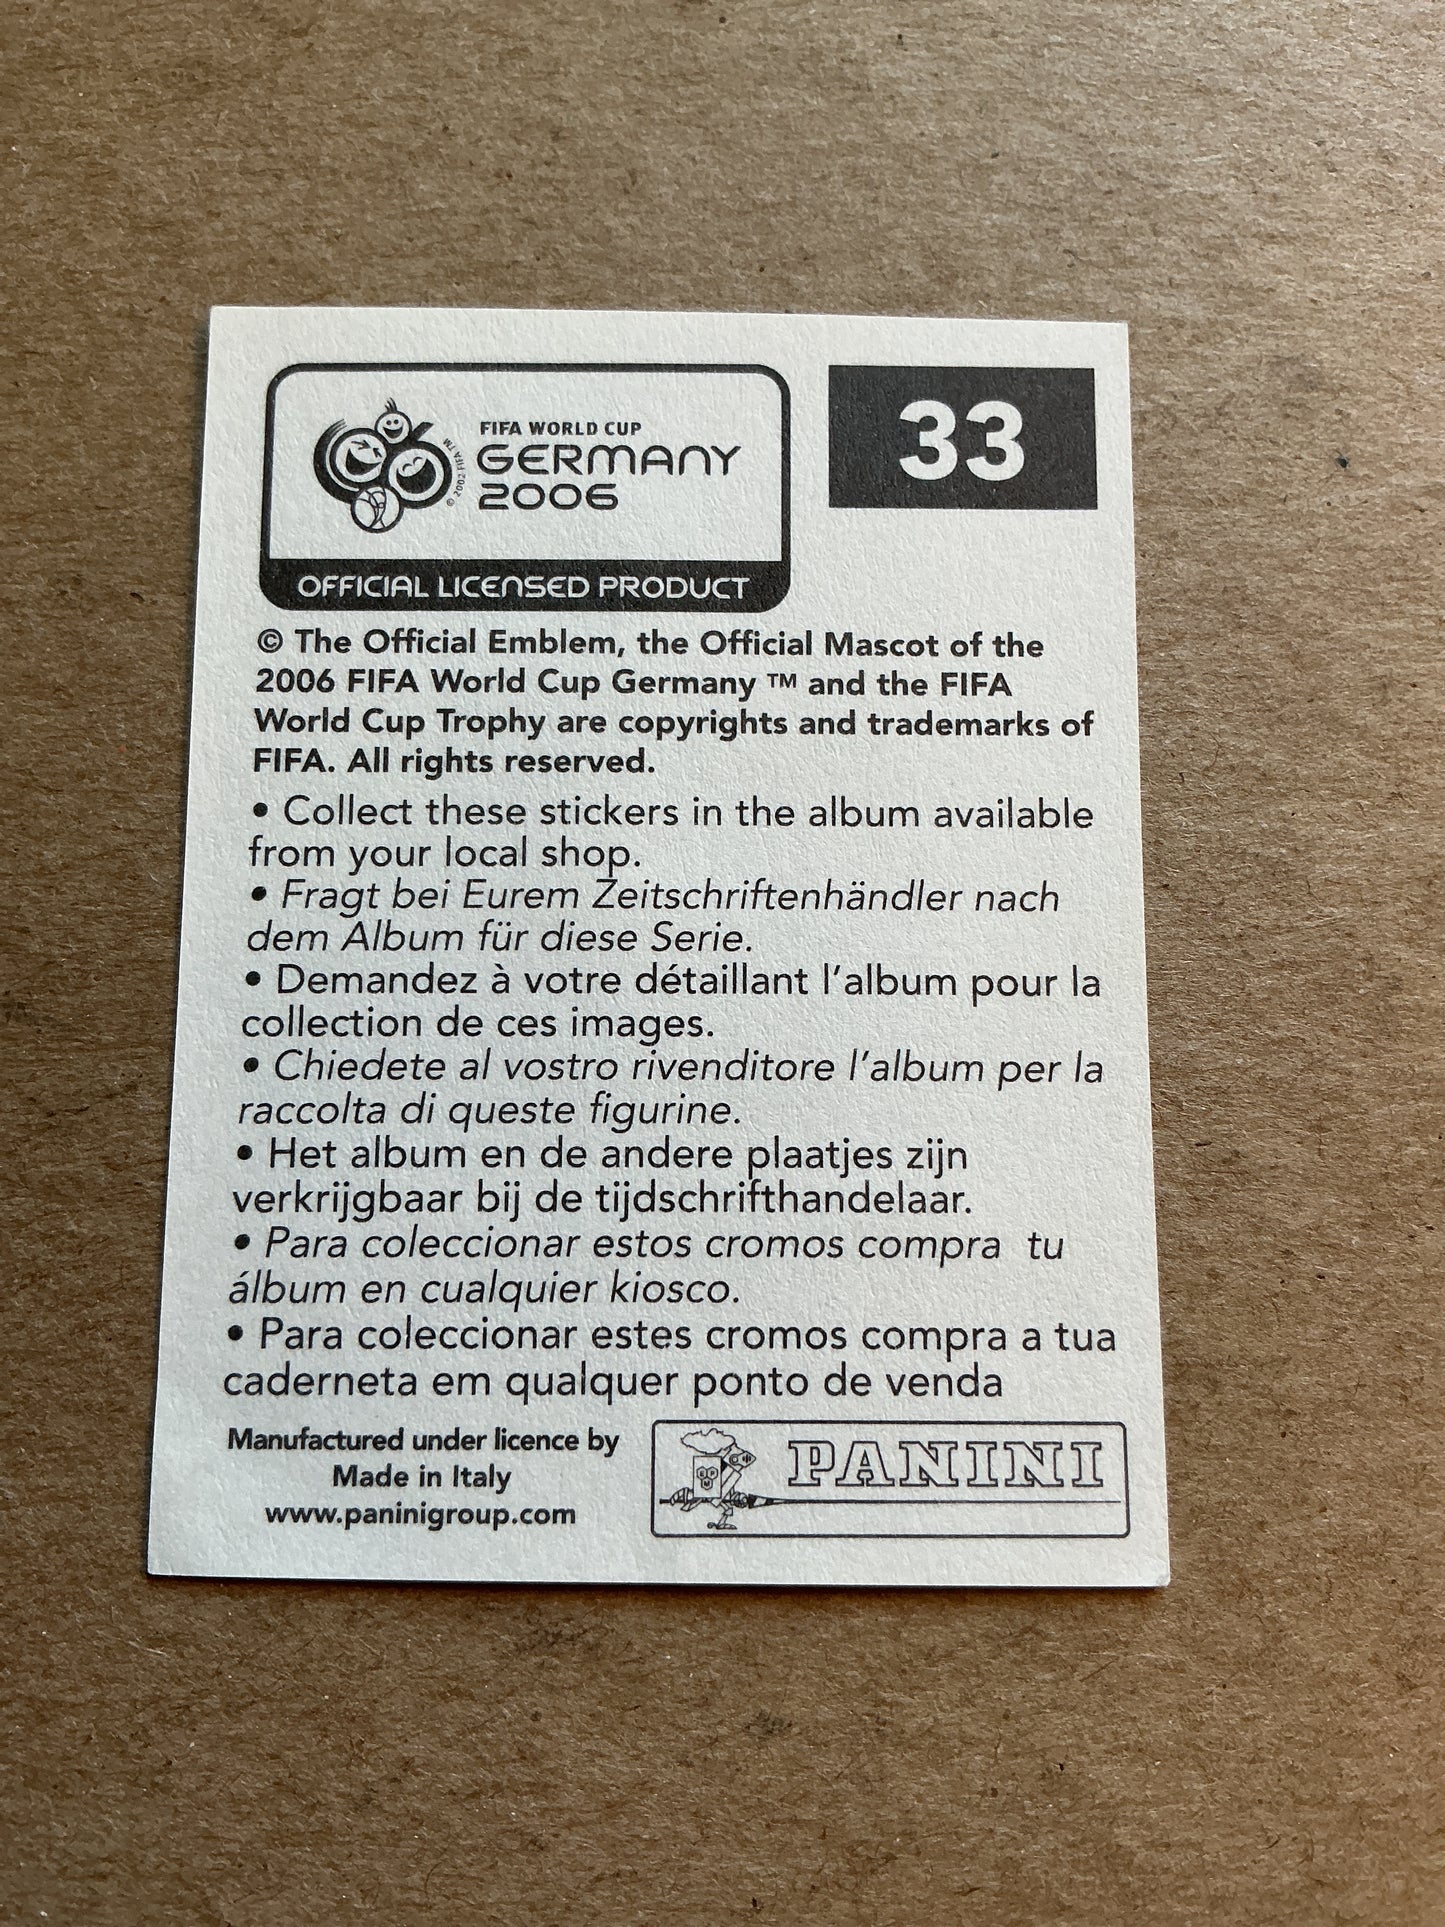 FIFA WORLD CUP
GERMANY
2006
© 2002 FIFA TM
33
OFFICIAL LICENSED PRODUCT
© The Official Emblem, the Official Mascot of the
2006 FIFA World Cup Germany ™ and the FIFA
World Cup Trophy are copyrights and trademarks of
FIFA. All rights reserved.
• Collect these stickers in the album available
from your local shop.
• Fragt bei Eurem Zeitschriftenhändler nach
dem Album für diese Serie.
• Demandez à votre détaillant l'album pour la
collection de ces images.
• Chiedete al vostro rivenditore l'album per la
raccolta di queste figurine.
• Het album en de andere plaatjes zijn
verkrijgbaar bij de tijdschrifthandelaar.
• Para coleccionar estos cromos compra tu
álbum en cualquier kiosco.
• Para coleccionar estes cromos compra a tua
caderneta em qualquer ponto de venda
Manufactured under licence by
Made in Italy
www.paninigroup.com
PANINI